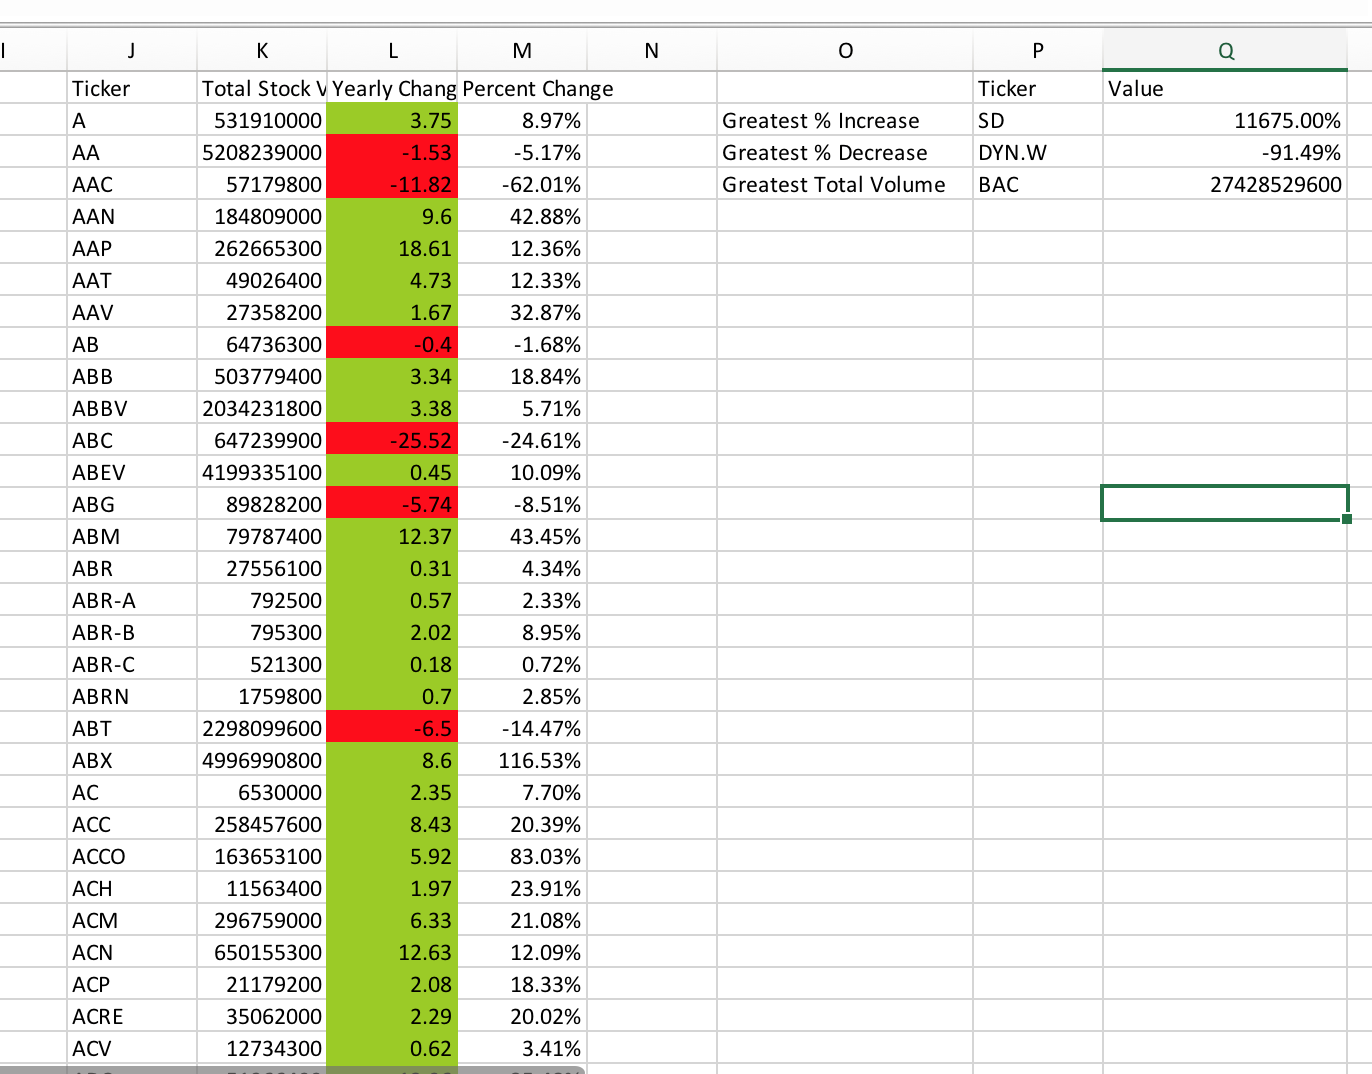 I J K L M N O P Q
Ticker Total Stock V Yearly Chang Percent Change Ticker Value
A 531910000 3.75 8.97% Greatest % Increase SD 11675.00%
AA 5208239000 -1.53 -5.17% Greatest % Decrease DYN.W -91.49%
AAC 57179800 -11.82 -62.01% Greatest Total Volume BAC 27428529600
AAN 184809000 9.6 42.88%
AAP 262665300 18.61 12.36%
AAT 49026400 4.73 12.33%
AAV 27358200 1.67 32.87%
AB 64736300 -0.4 -1.68%
ABB 503779400 3.34 18.84%
ABBV 2034231800 3.38 5.71%
ABC 647239900 -25.52 -24.61%
ABEV 4199335100 0.45 10.09%
ABG 89828200 -5.74 -8.51%
ABM 79787400 12.37 43.45%
ABR 27556100 0.31 4.34%
ABR-A 792500 0.57 2.33%
ABR-B 795300 2.02 8.95%
ABR-C 521300 0.18 0.72%
ABRN 1759800 0.7 2.85%
ABT 2298099600 -6.5 -14.47%
ABX 4996990800 8.6 116.53%
AC 6530000 2.35 7.70%
ACC 258457600 8.43 20.39%
ACCO 163653100 5.92 83.03%
ACH 11563400 1.97 23.91%
ACM 296759000 6.33 21.08%
ACN 650155300 12.63 12.09%
ACP 21179200 2.08 18.33%
ACRE 35062000 2.29 20.02%
ACV 12734300 0.62 3.41%